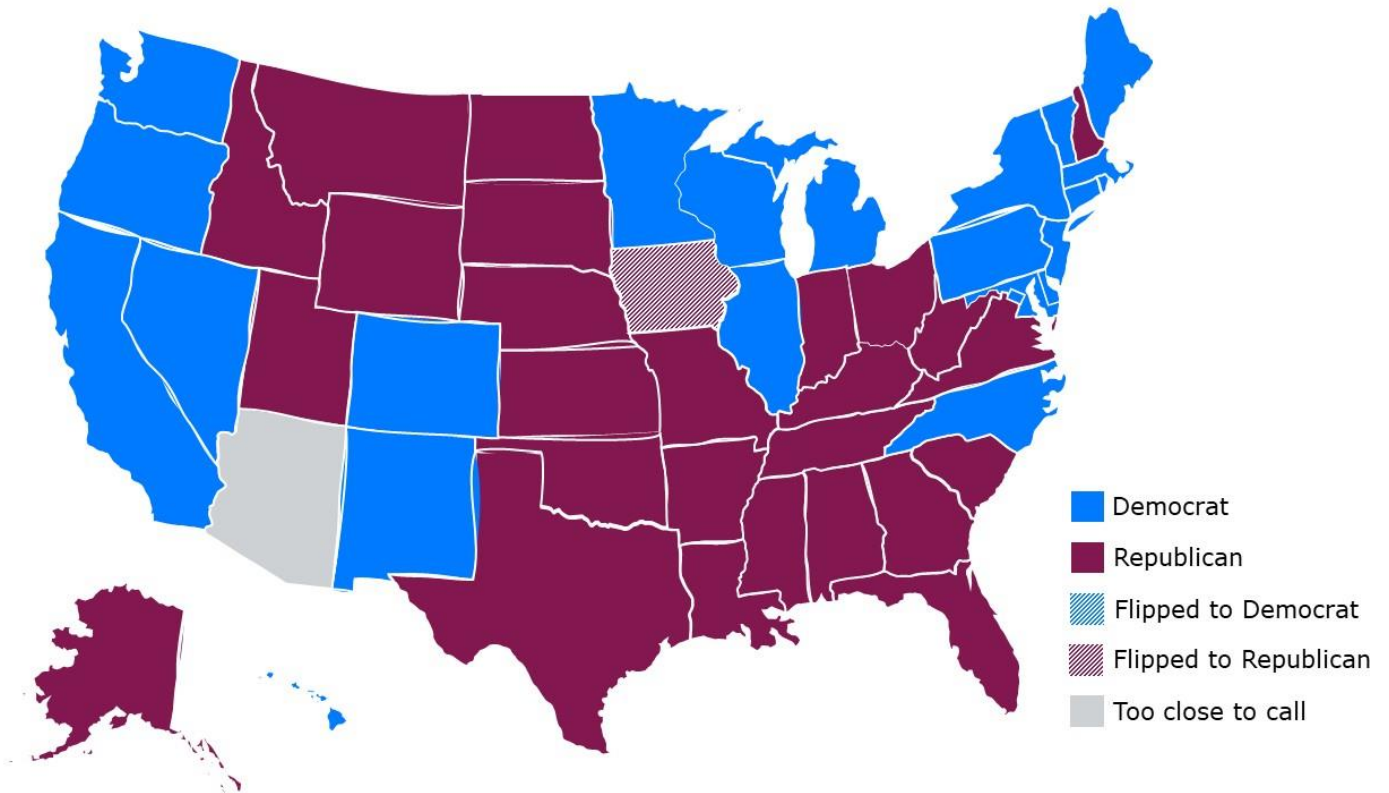 Democrat
Republican
Flipped to Democrat
Flipped to Republican
Too close to call